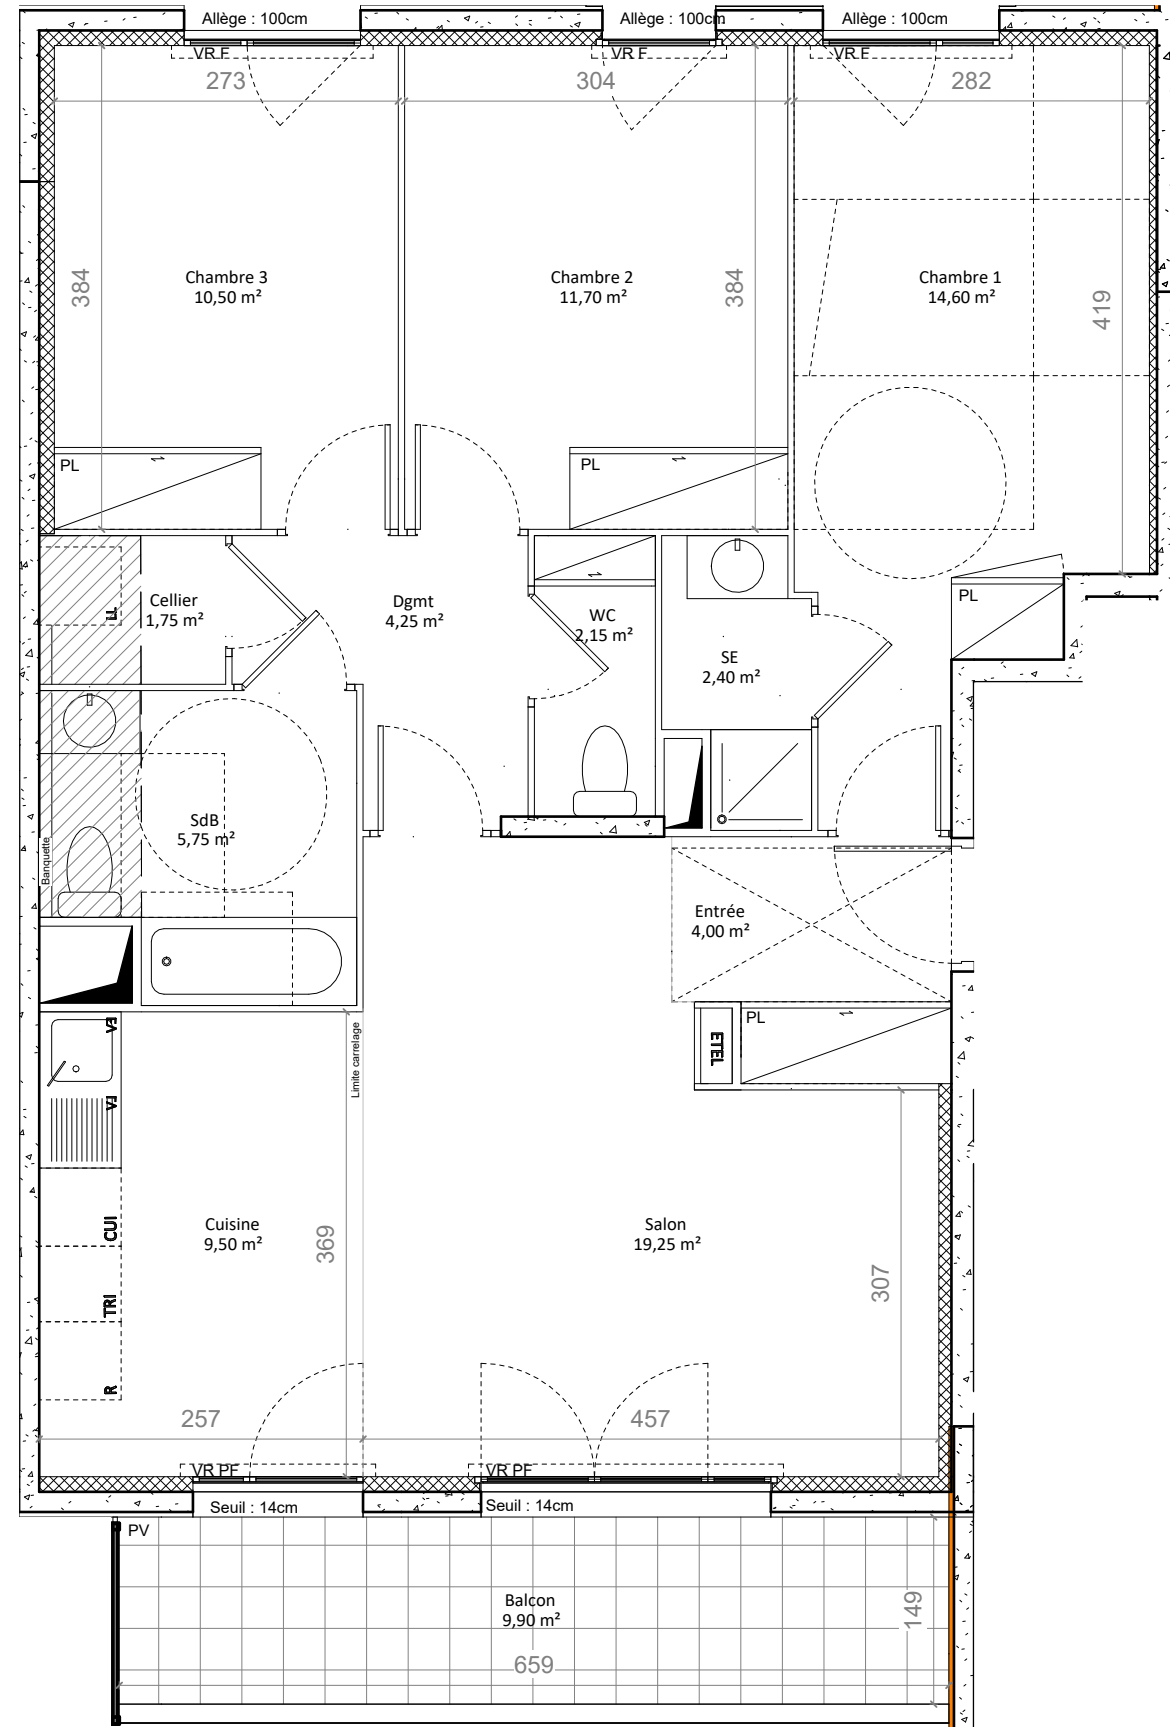 Allège : 100cm
Allège : 100cm
Allège : 100cm
VR F
VR F
VR F
273
304
282
384
Chambre 3
10,50 m²
Chambre 2
11,70 m²
384
Chambre 1
14,60 m²
419
PL
PL
PL
LL
Cellier
1,75 m²
Dgmt
4,25 m²
WC
2,15 m²
SE
2,40 m²
SdB
5,75 m²
Banquette
Entrée
4,00 m²
PL
ETEL
EV
EV
Limite carrelage
CUI
TRI
R
Cuisine
9,50 m²
369
Salon
19,25 m²
307
257
457
VR PF
VR PF
Seuil : 14cm
Seuil : 14cm
PV
Balcon
9,90 m²
149
659